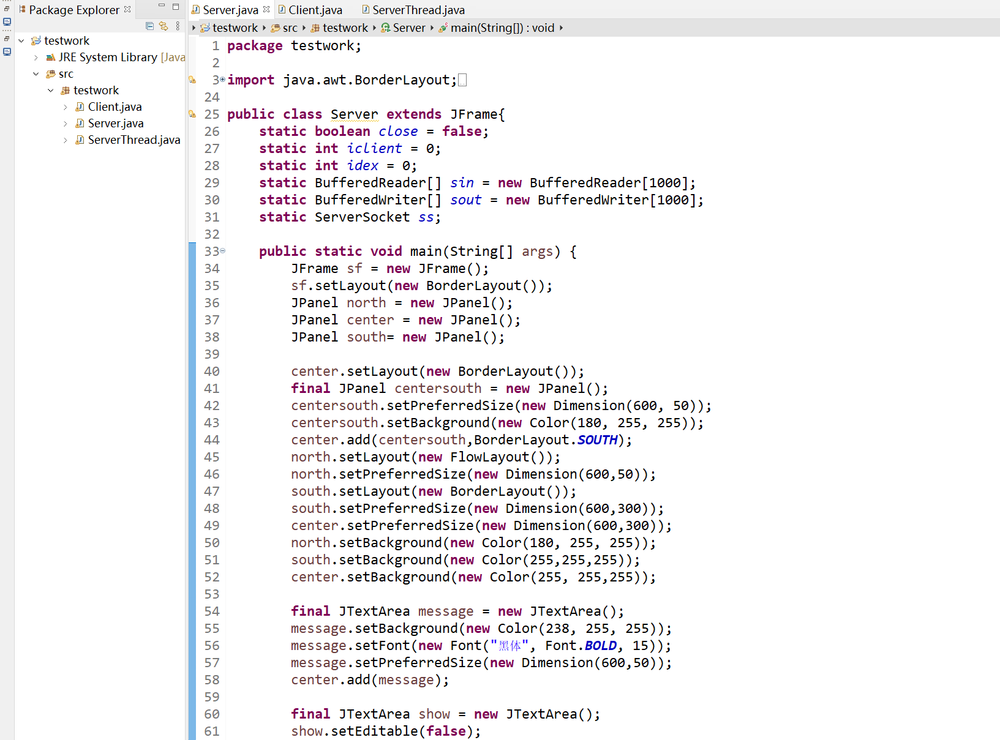 Package Explorer
testwork
JRE System Library [Java
src
testwork
Client.java
Server.java
ServerThread.java
Server.java
Client.java
ServerThread.java
testwork
src
testwork
Server
main(String[]) : void
1 package testwork;
2
3 import java.awt.BorderLayout;
24
25 public class Server extends JFrame{
26 static boolean close = false;
27 static int iclient = 0;
28 static int idex = 0;
29 static BufferedReader[] sin = new BufferedReader[1000];
30 static BufferedWriter[] sout = new BufferedWriter[1000];
31 static ServerSocket ss;
32
33 public static void main(String[] args) {
34 JFrame sf = new JFrame();
35 sf.setLayout(new BorderLayout());
36 JPanel north = new JPanel();
37 JPanel center = new JPanel();
38 JPanel south= new JPanel();
39
40 center.setLayout(new BorderLayout());
41 final JPanel centersouth = new JPanel();
42 centersouth.setPreferredSize(new Dimension(600, 50));
43 centersouth.setBackground(new Color(180, 255, 255));
44 center.add(centersouth,BorderLayout.SOUTH);
45 north.setLayout(new FlowLayout());
46 north.setPreferredSize(new Dimension(600,50));
47 south.setLayout(new BorderLayout());
48 south.setPreferredSize(new Dimension(600,300));
49 center.setPreferredSize(new Dimension(600,300));
50 north.setBackground(new Color(180, 255, 255));
51 south.setBackground(new Color(255,255,255));
52 center.setBackground(new Color(255, 255,255));
53
54 final JTextArea message = new JTextArea();
55 message.setBackground(new Color(238, 255, 255));
56 message.setFont(new Font("黑体", Font.BOLD, 15));
57 message.setPreferredSize(new Dimension(600,50));
58 center.add(message);
59
60 final JTextArea show = new JTextArea();
61 show.setEditable(false);